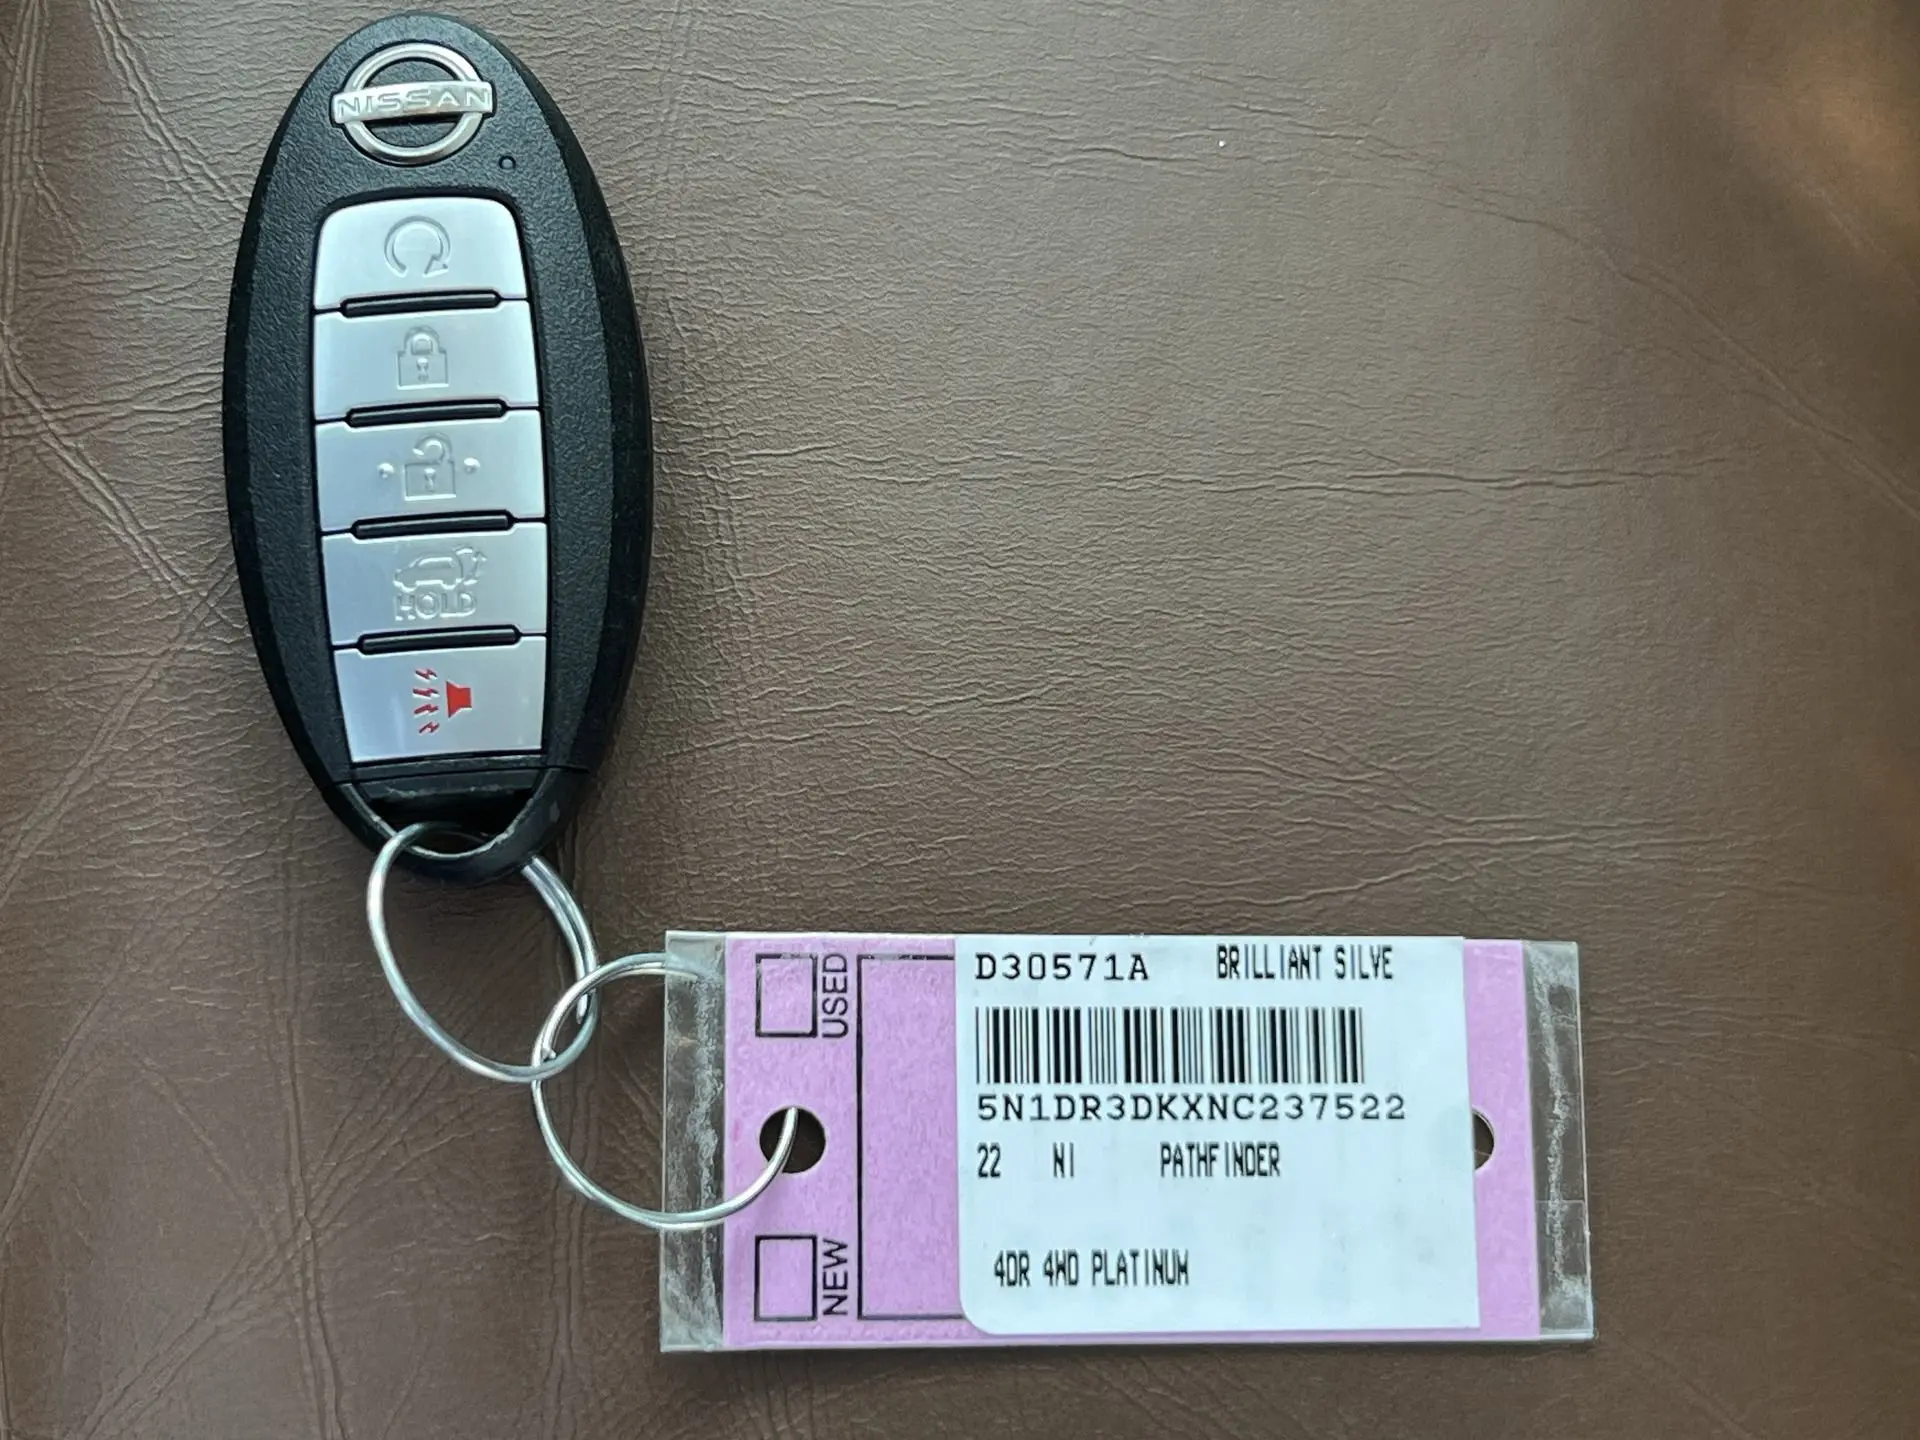 NISSAN
HOLD
USED
NEW
D30571A BRILLIANT SILVE
5N1DR3DKXNC237522
22 NI PATHFINDER
4DR 4WD PLATINUM